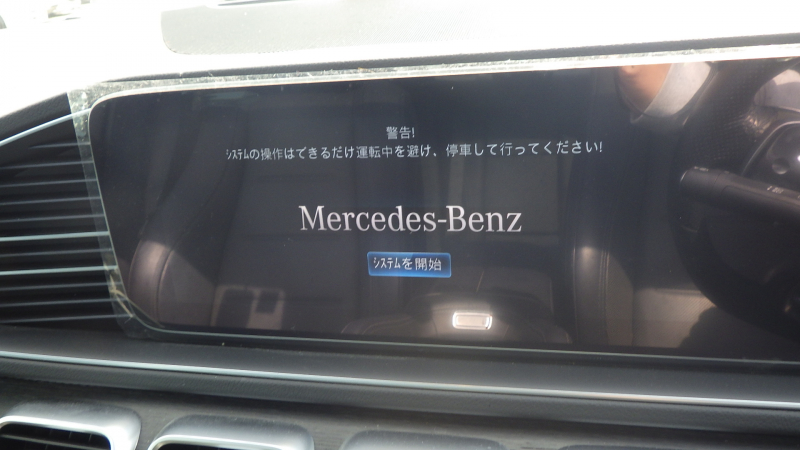 警告!
システムの操作はできるだけ運転中を避け、停車して行ってください!
Mercedes-Benz
システムを開始